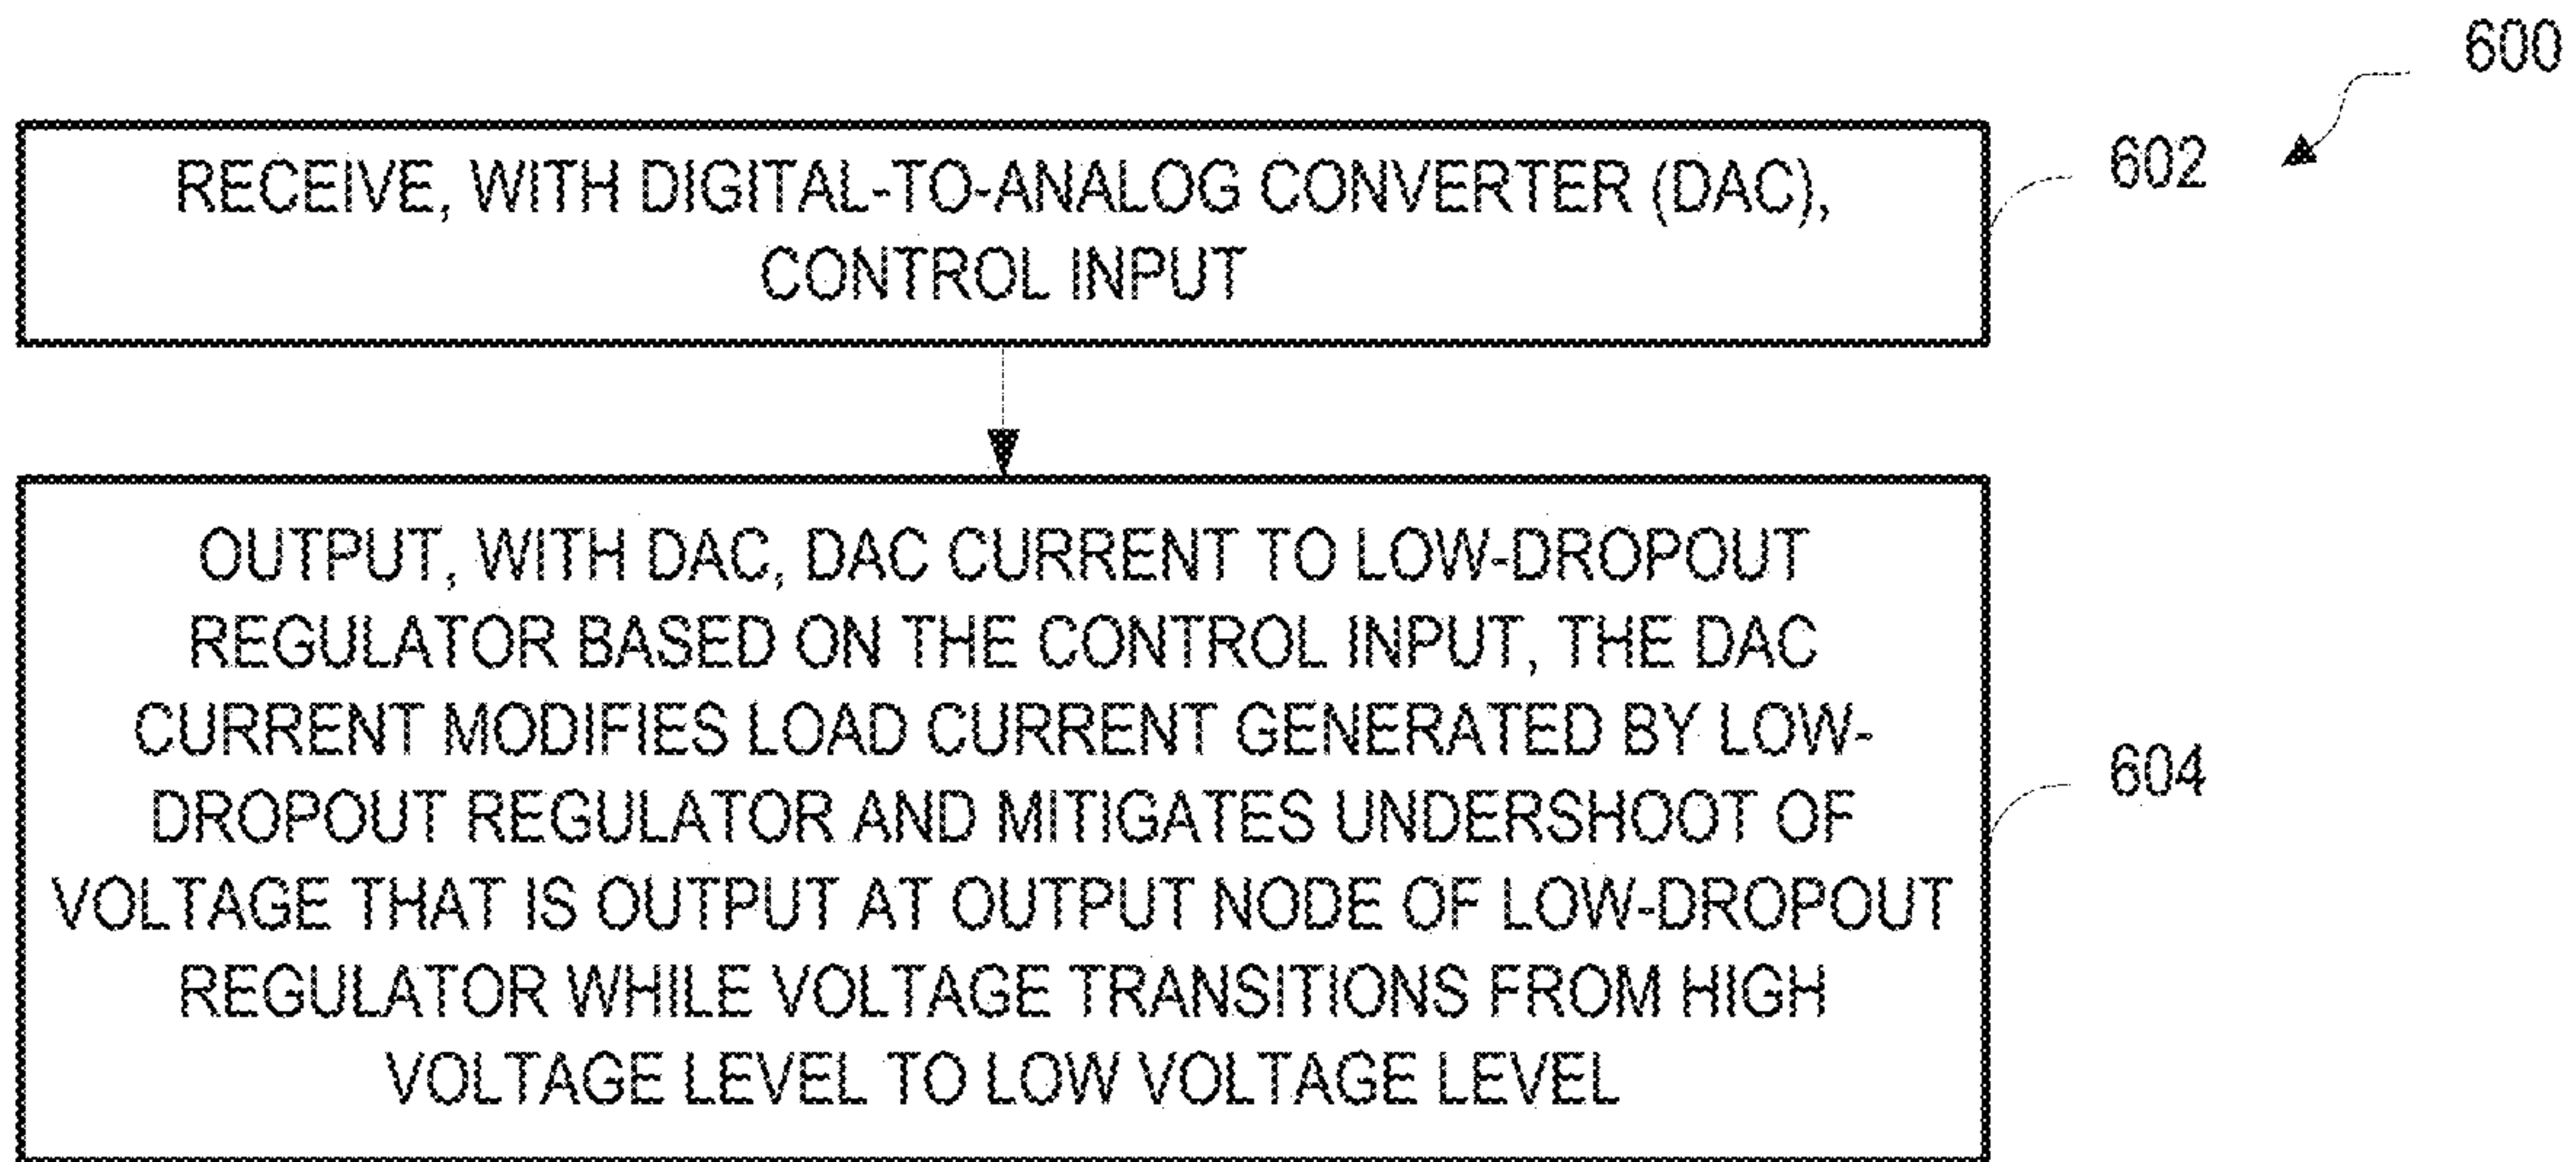 600
602
RECEIVE, WITH DIGITAL-TO-ANALOG CONVERTER (DAC),
CONTROL INPUT
OUTPUT, WITH DAC, DAC CURRENT TO LOW-DROPOUT
REGULATOR BASED ON THE CONTROL INPUT, THE DAC
CURRENT MODIFIES LOAD CURRENT GENERATED BY LOW-
DROPOUT REGULATOR AND MITIGATES UNDERSHOOT OF
VOLTAGE THAT IS OUTPUT AT OUTPUT NODE OF LOW-DROPOUT
REGULATOR WHILE VOLTAGE TRANSITIONS FROM HIGH
VOLTAGE LEVEL TO LOW VOLTAGE LEVEL
604